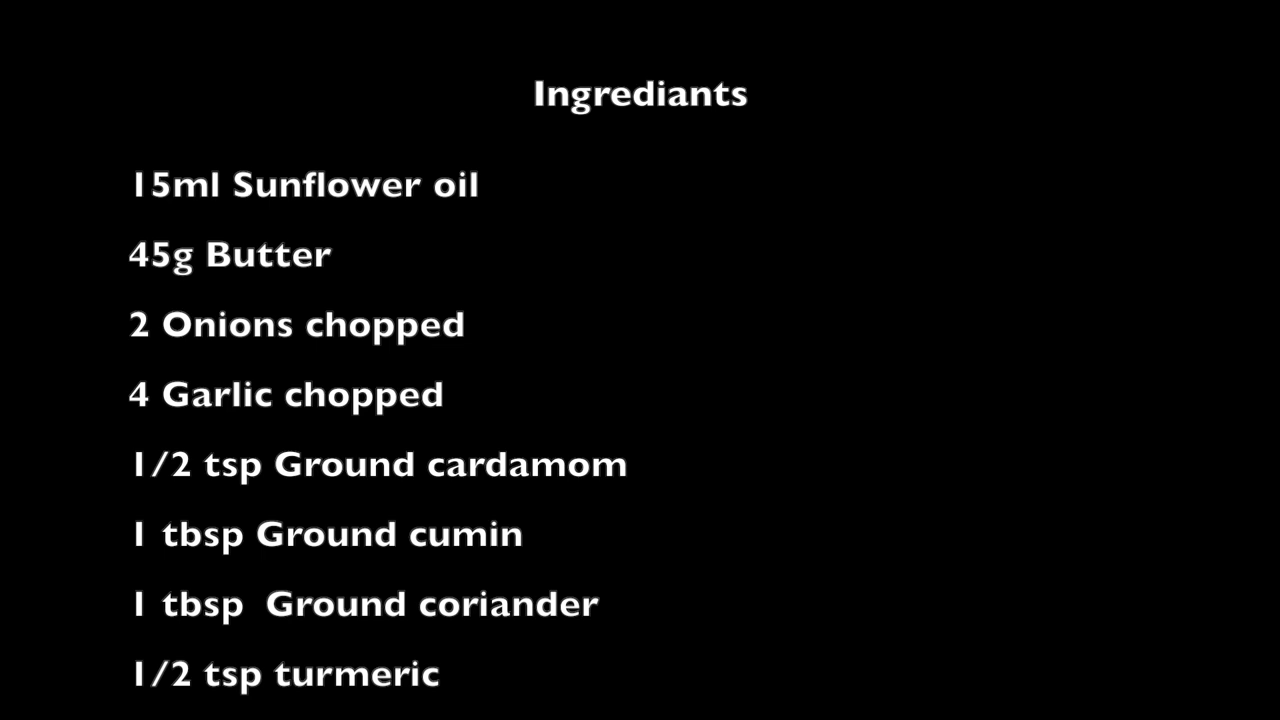 Ingrediants
15ml Sunflower oil
45g Butter
2 Onions chopped
4 Garlic chopped
1/2 tsp Ground cardamom
1 tbsp Ground cumin
1 tbsp  Ground coriander
1/2 tsp turmeric